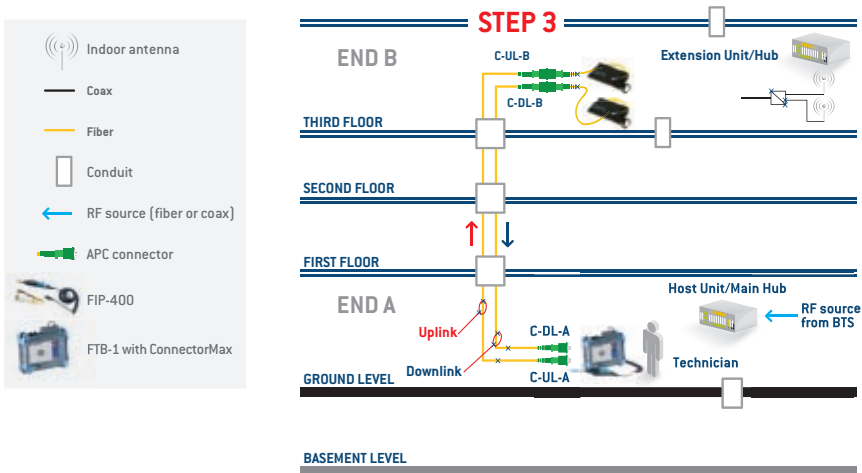 Indoor antenna
Coax
Fiber
Conduit
RF source (fiber or coax)
APC connector
FIP-400
FTB-1 with ConnectorMax
STEP 3
END B
C-UL-B
C-DL-B
Extension Unit/Hub
THIRD FLOOR
SECOND FLOOR
FIRST FLOOR
END A
Host Unit/Main Hub
RF source
from BTS
Uplink
C-DL-A
Downlink
Technician
C-UL-A
GROUND LEVEL
BASEMENT LEVEL